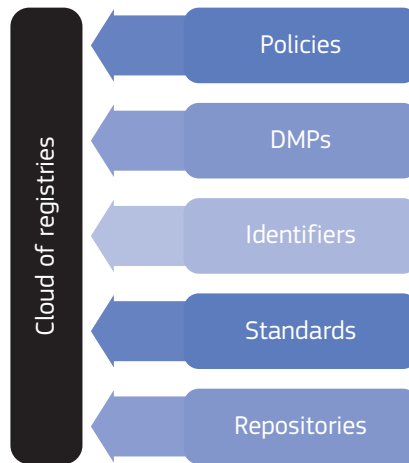 Cloud of registries
Policies
DMPs
Identifiers
Standards
Repositories